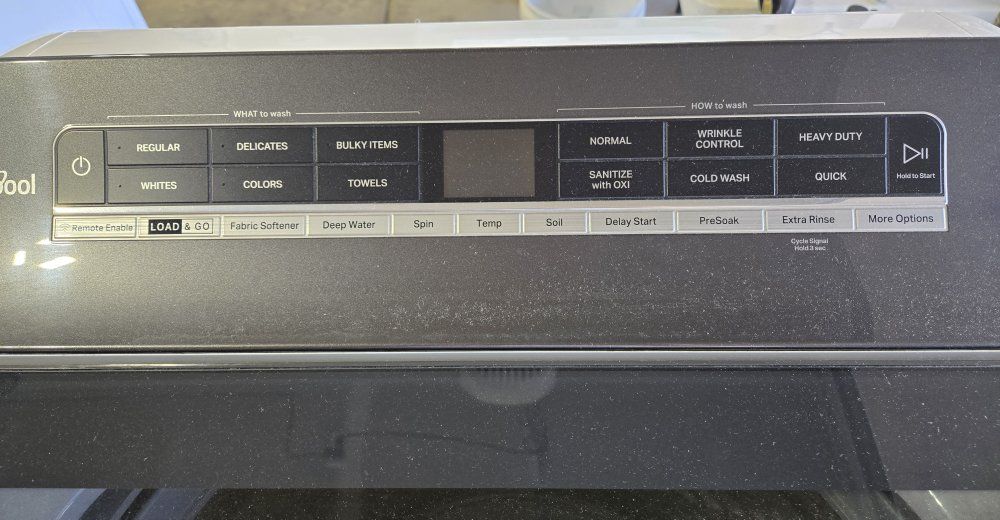 WHAT to wash
HOW to wash
REGULAR
DELICATES
BULKY ITEMS
NORMAL
WRINKLE
CONTROL
HEAVY DUTY
WHITES
COLORS
TOWELS
SANITIZE
with OXI
COLD WASH
QUICK
Hold to Start
ool
Remote Enable
LOAD & GO
Fabric Softener
Deep Water
Spin
Temp
Soil
Delay Start
PreSoak
Extra Rinse
More Options
Cycle Signal
Hold 3 sec